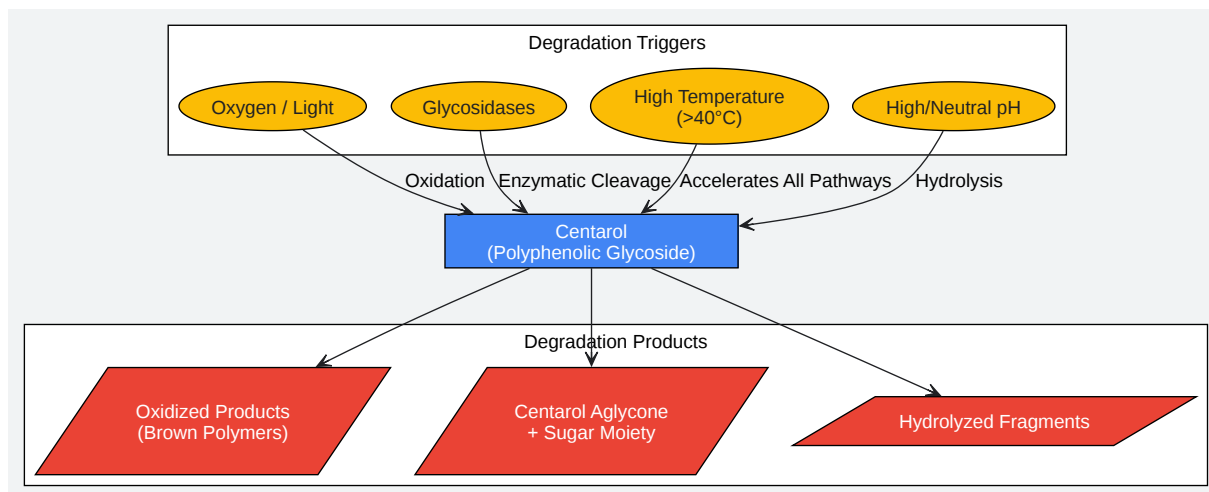 Degradation Triggers
Oxygen / Light
Glycosidases
High Temperature
(>40°C)
High/Neutral pH
Oxidation
Enzymatic Cleavage
Accelerates All Pathways
Hydrolysis
Centarol
(Polyphenolic Glycoside)
Degradation Products
Oxidized Products
(Brown Polymers)
Centarol Aglycone
+ Sugar Moiety
Hydrolyzed Fragments